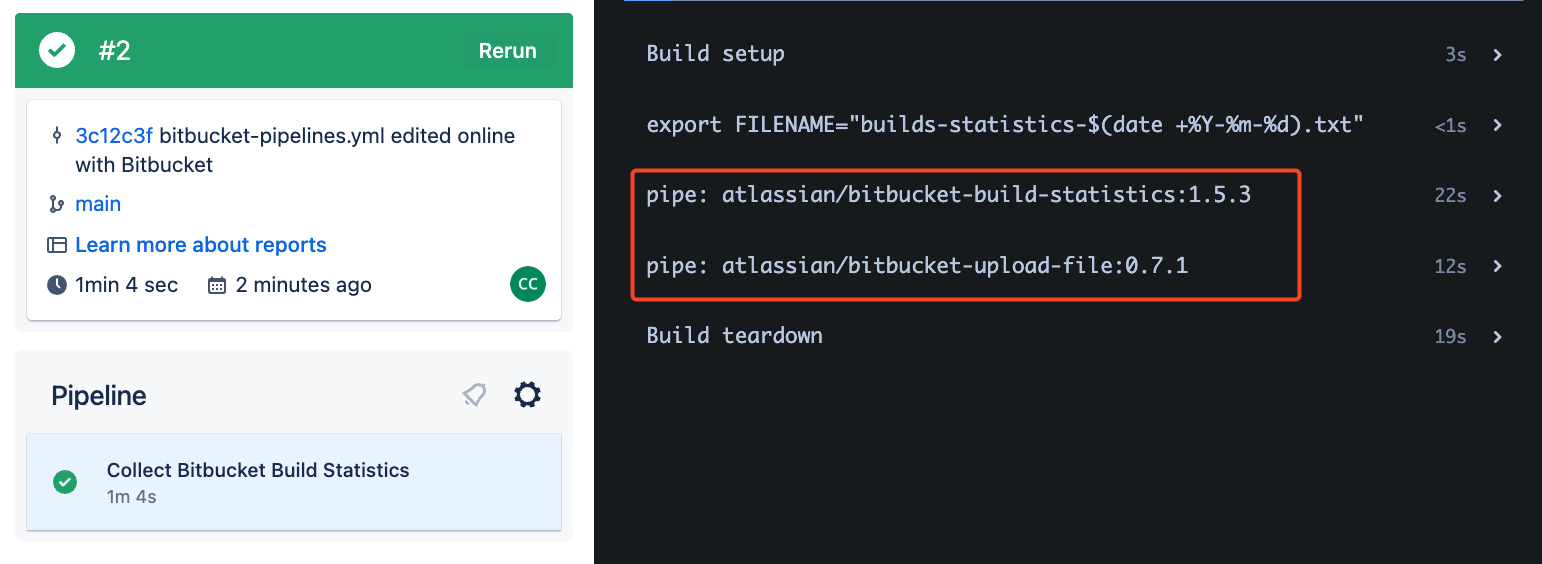 #2
Rerun
3c12c3f bitbucket-pipelines.yml edited online
with Bitbucket
main
Learn more about reports
1min 4 sec
2 minutes ago
CC
Pipeline
Collect Bitbucket Build Statistics
1m 4s
Build setup 3s
export FILENAME="builds-statistics-$(date +%Y-%m-%d).txt" <1s
pipe: atlassian/bitbucket-build-statistics:1.5.3 22s
pipe: atlassian/bitbucket-upload-file:0.7.1 12s
Build teardown 19s